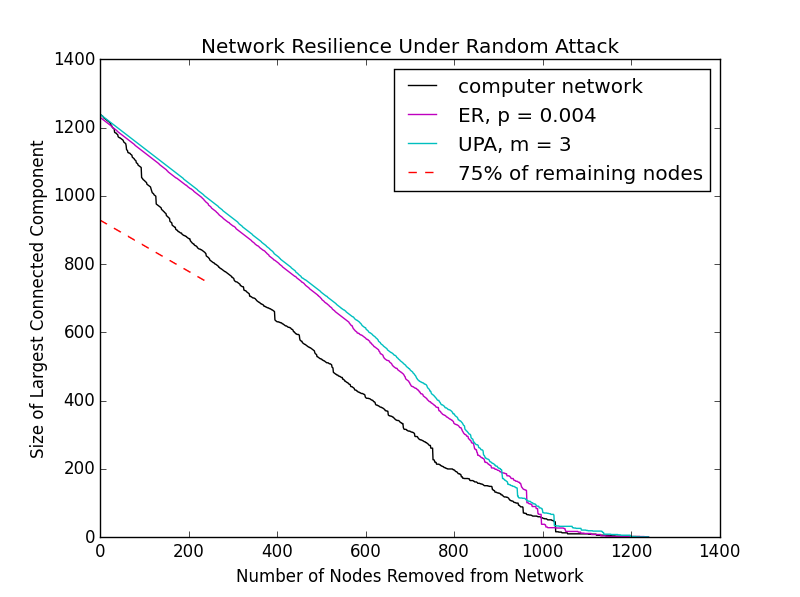 Network Resilience Under Random Attack
1400
1200
1000
800
600
400
200
0
Size of Largest Connected Component
computer network
ER, p = 0.004
UPA, m = 3
75% of remaining nodes
0 200 400 600 800 1000 1200 1400
Number of Nodes Removed from Network